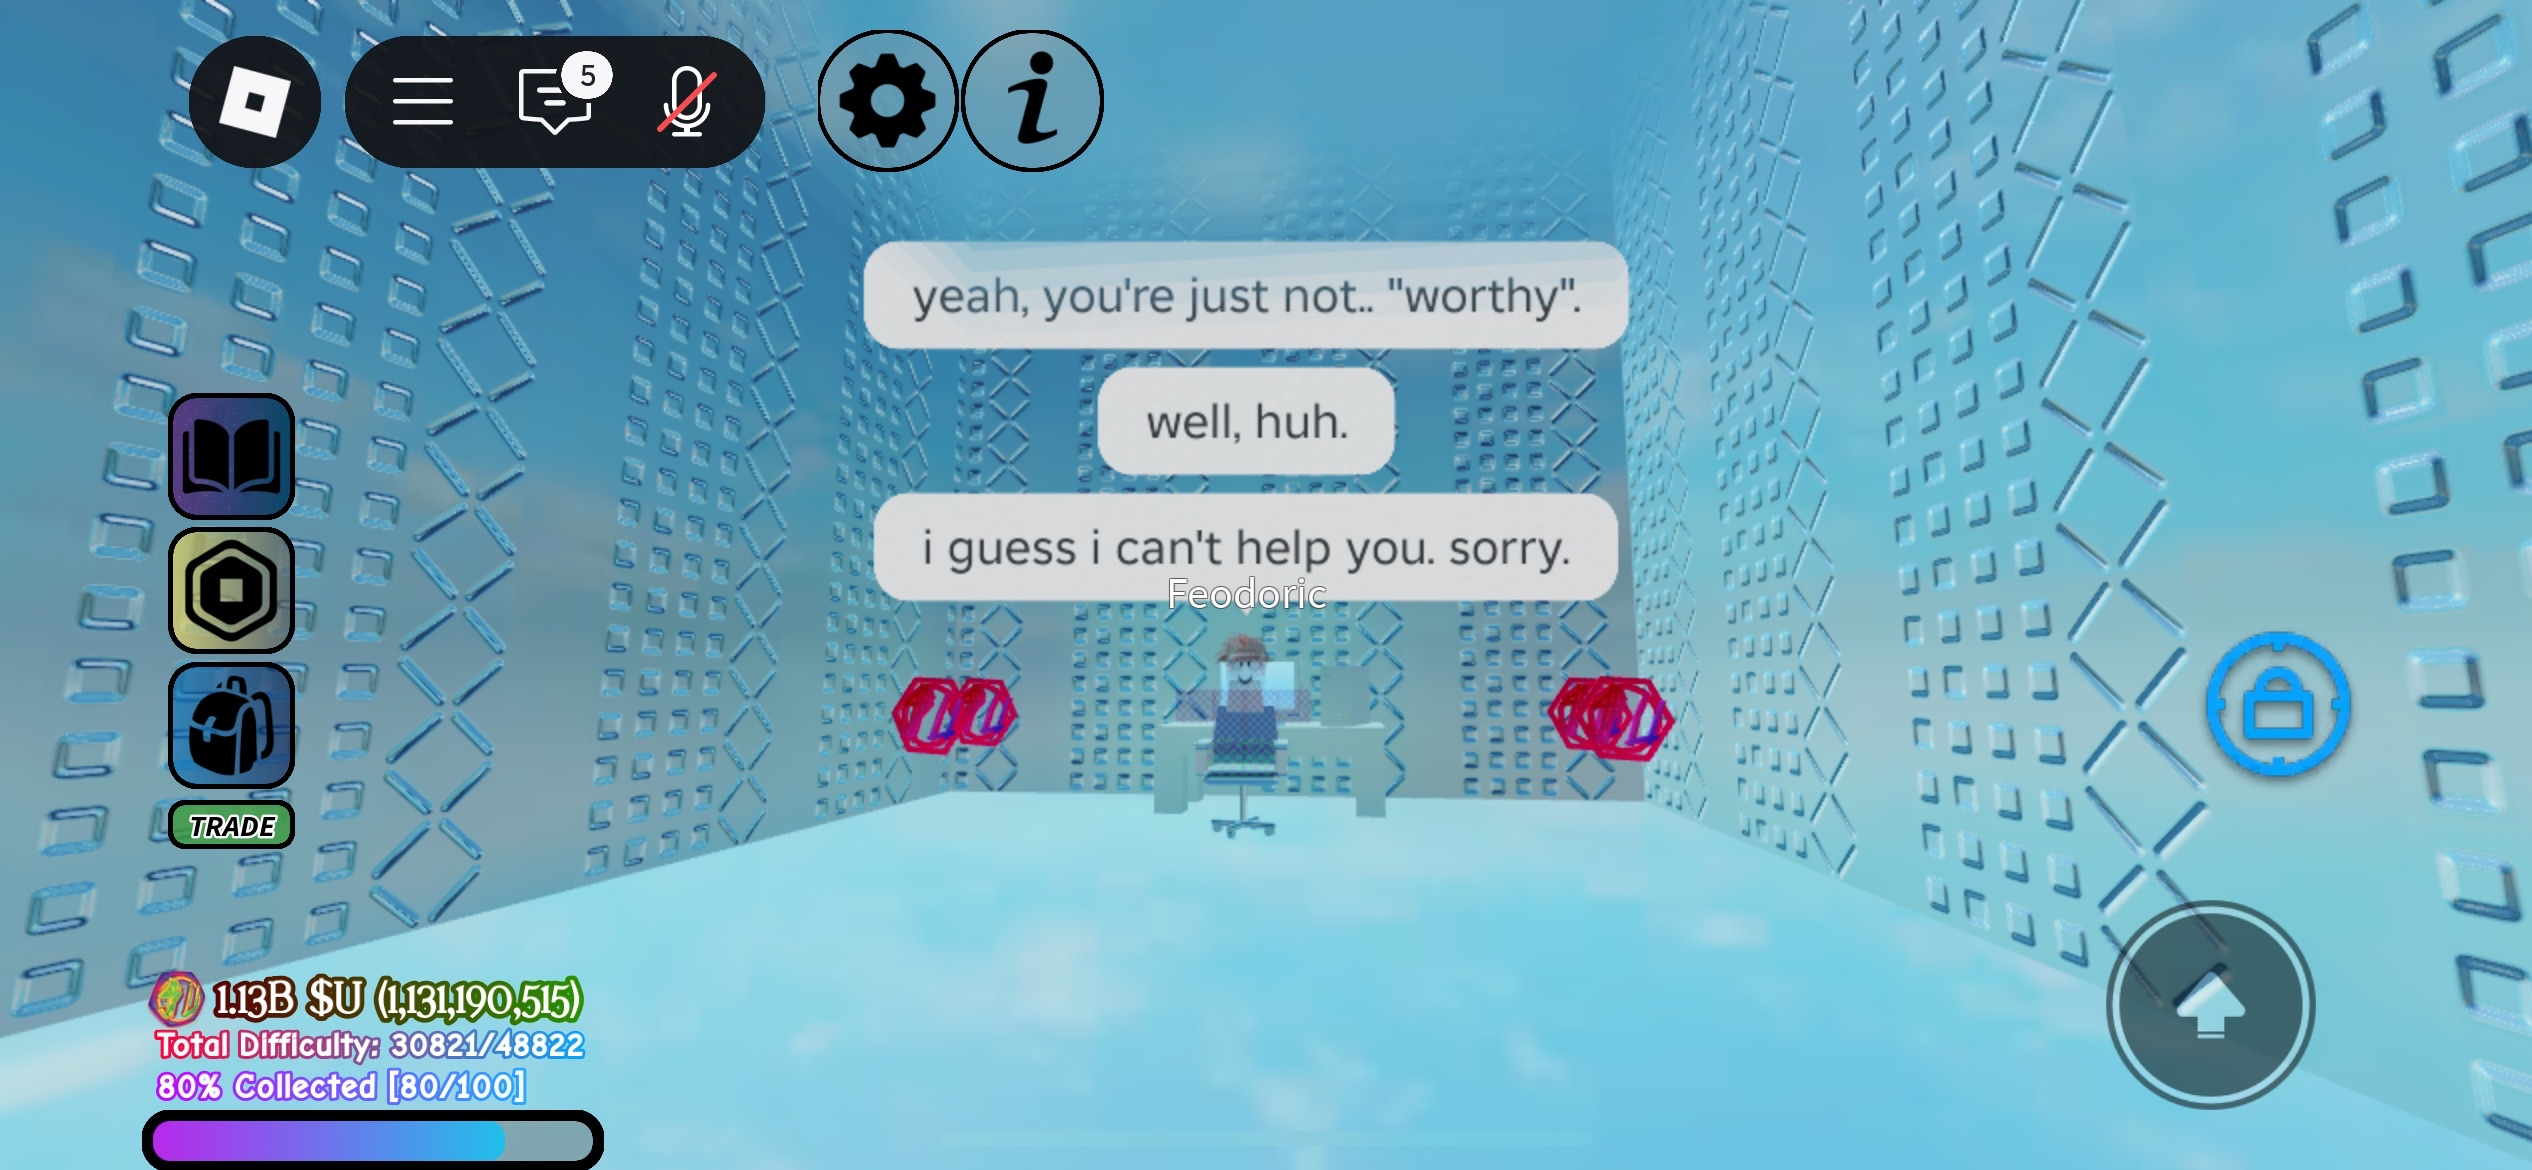 5
yeah, you're just not.. "worthy".
well, huh.
i guess i can't help you. sorry.
Feodoric
TRADE
1.13B $U (1,131,190,515)
Total Difficulty: 30821/48822
80% Collected [80/100]